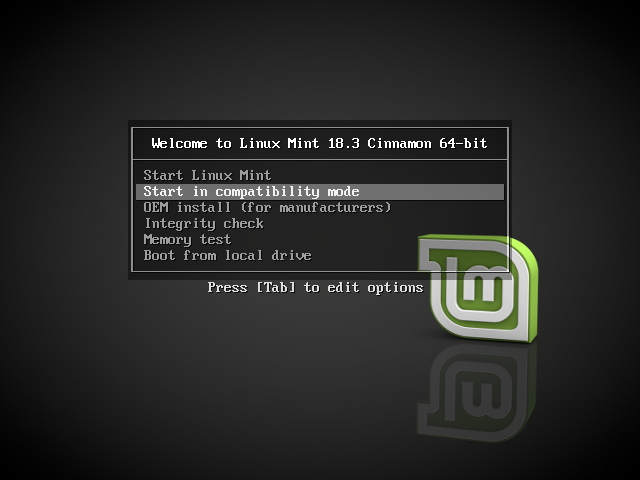 Welcome to Linux Mint 18.3 Cinnamon 64-bit
Start Linux Mint
Start in compatibility mode
OEM install (for manufacturers)
Integrity check
Memory test
Boot from local drive
Press [Tab] to edit options